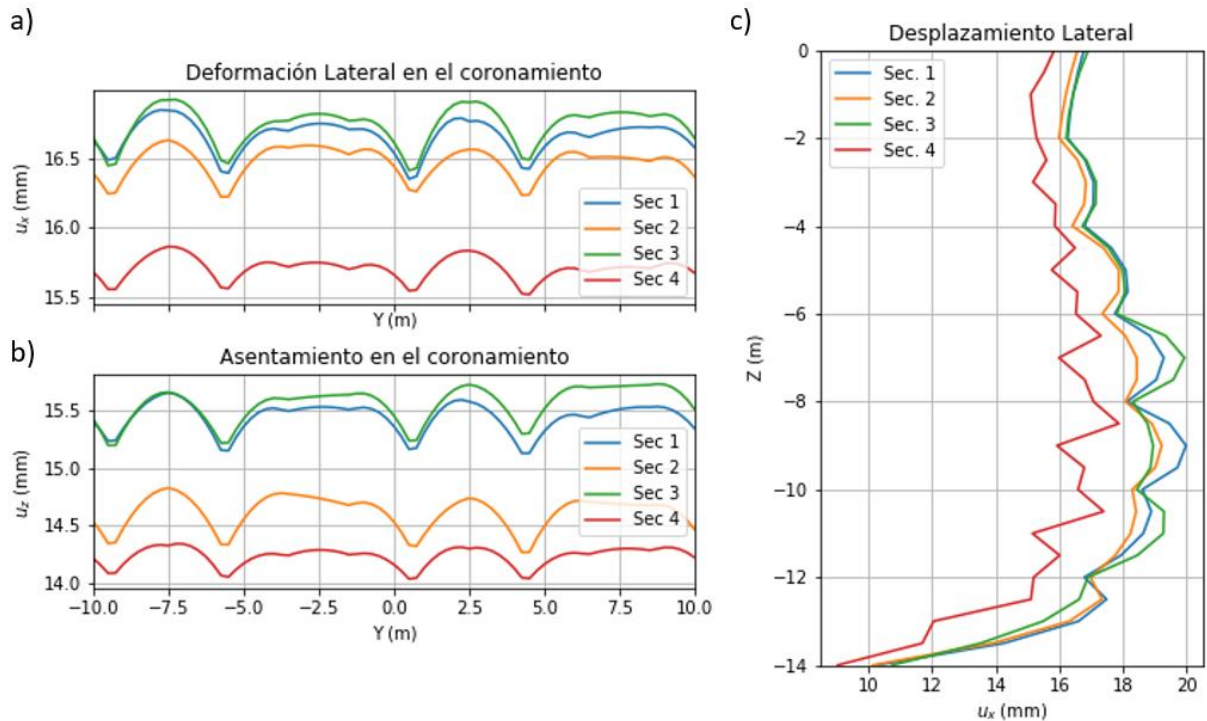 a)
Deformación Lateral en el coronamiento
16.5
16.0
15.5
uₓ (mm)
Sec 1
Sec 2
Sec 3
Sec 4
Y (m)
b)
Asentamiento en el coronamiento
15.5
15.0
14.5
14.0
u_z (mm)
Sec 1
Sec 2
Sec 3
Sec 4
−10.0 −7.5 −5.0 −2.5 0.0 2.5 5.0 7.5 10.0
Y (m)
c)
Desplazamiento Lateral
Sec. 1
Sec. 2
Sec. 3
Sec. 4
0
−2
−4
−6
−8
−10
−12
−14
Z (m)
10 12 14 16 18 20
uₓ (mm)